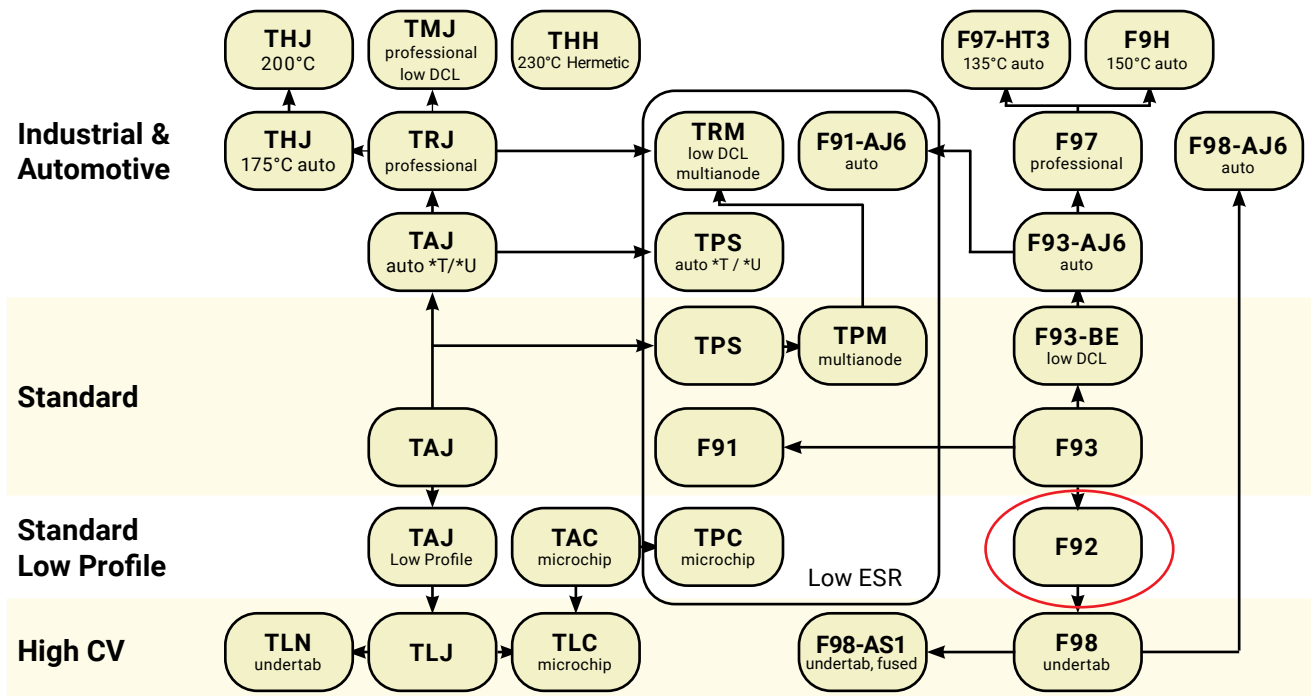 THJ
200°C
TMJ
professional
low DCL
THH
230°C Hermetic
F97-HT3
135°C auto
F9H
150°C auto
Industrial &
Automotive
THJ
175°C auto
TRJ
professional
TRM
low DCL
multianode
F91-AJ6
auto
F97
professional
F98-AJ6
auto
TAJ
auto *T/*U
TPS
auto *T / *U
F93-AJ6
auto
Standard
TPS
TPM
multianode
F93-BE
low DCL
TAJ
F91
F93
Standard
Low Profile
TAJ
Low Profile
TAC
microchip
TPC
microchip
Low ESR
F92
High CV
TLN
undertab
TLJ
TLC
microchip
F98-AS1
undertab, fused
F98
undertab